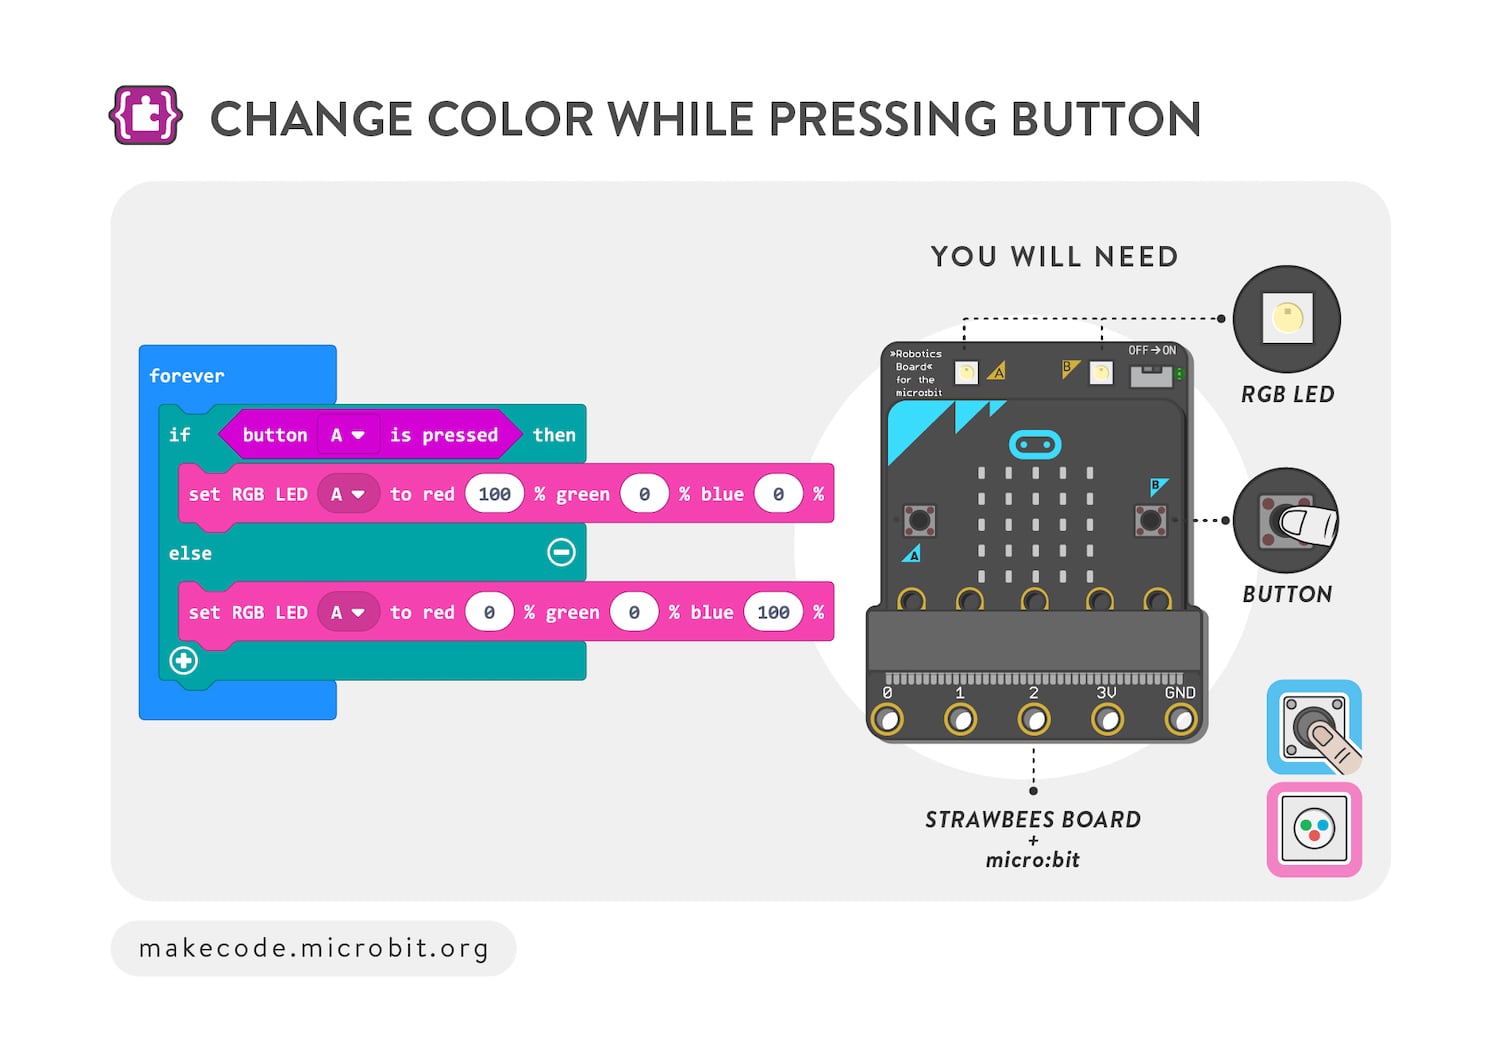 CHANGE COLOR WHILE PRESSING BUTTON
forever
if button A is pressed then
set RGB LED A to red 100 % green 0 % blue 0 %
else
set RGB LED A to red 0 % green 0 % blue 100 %
YOU WILL NEED
»Robotics
Board«
for the
micro:bit
A
B
OFF→ON
RGB LED
B
A
BUTTON
0 1 2 3V GND
STRAWBEES BOARD
+
micro:bit
makecode.microbit.org